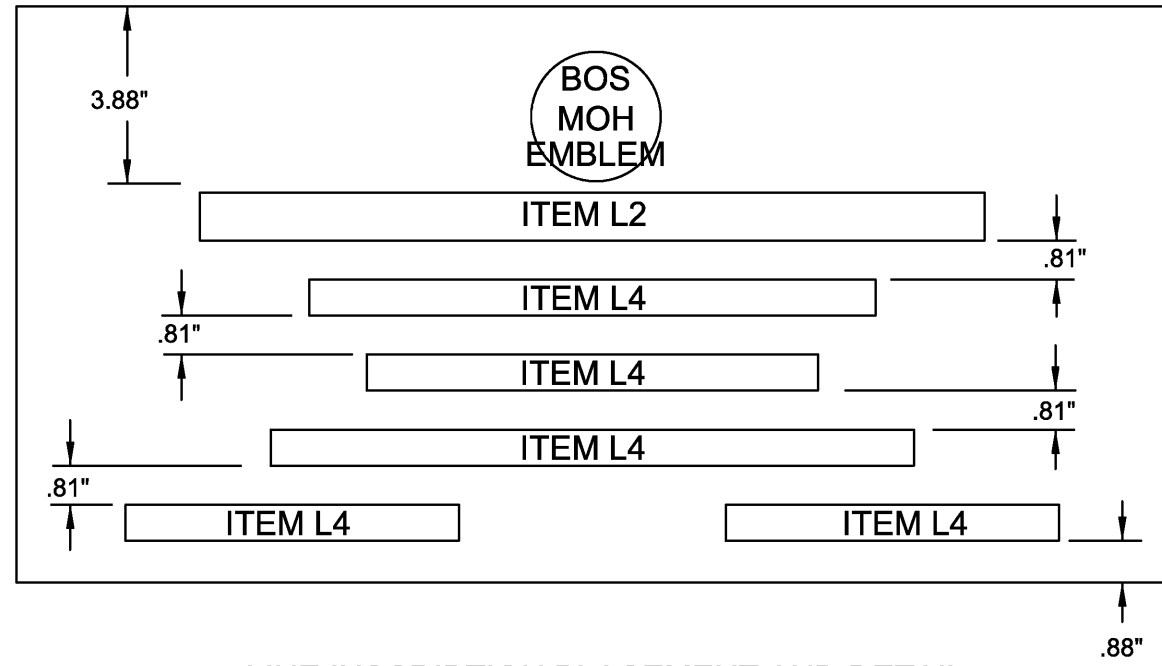 3.88"
BOS
MOH
EMBLEM
ITEM L2
.81"
ITEM L4
.81"
ITEM L4
.81"
ITEM L4
.81"
ITEM L4 ITEM L4
.88"